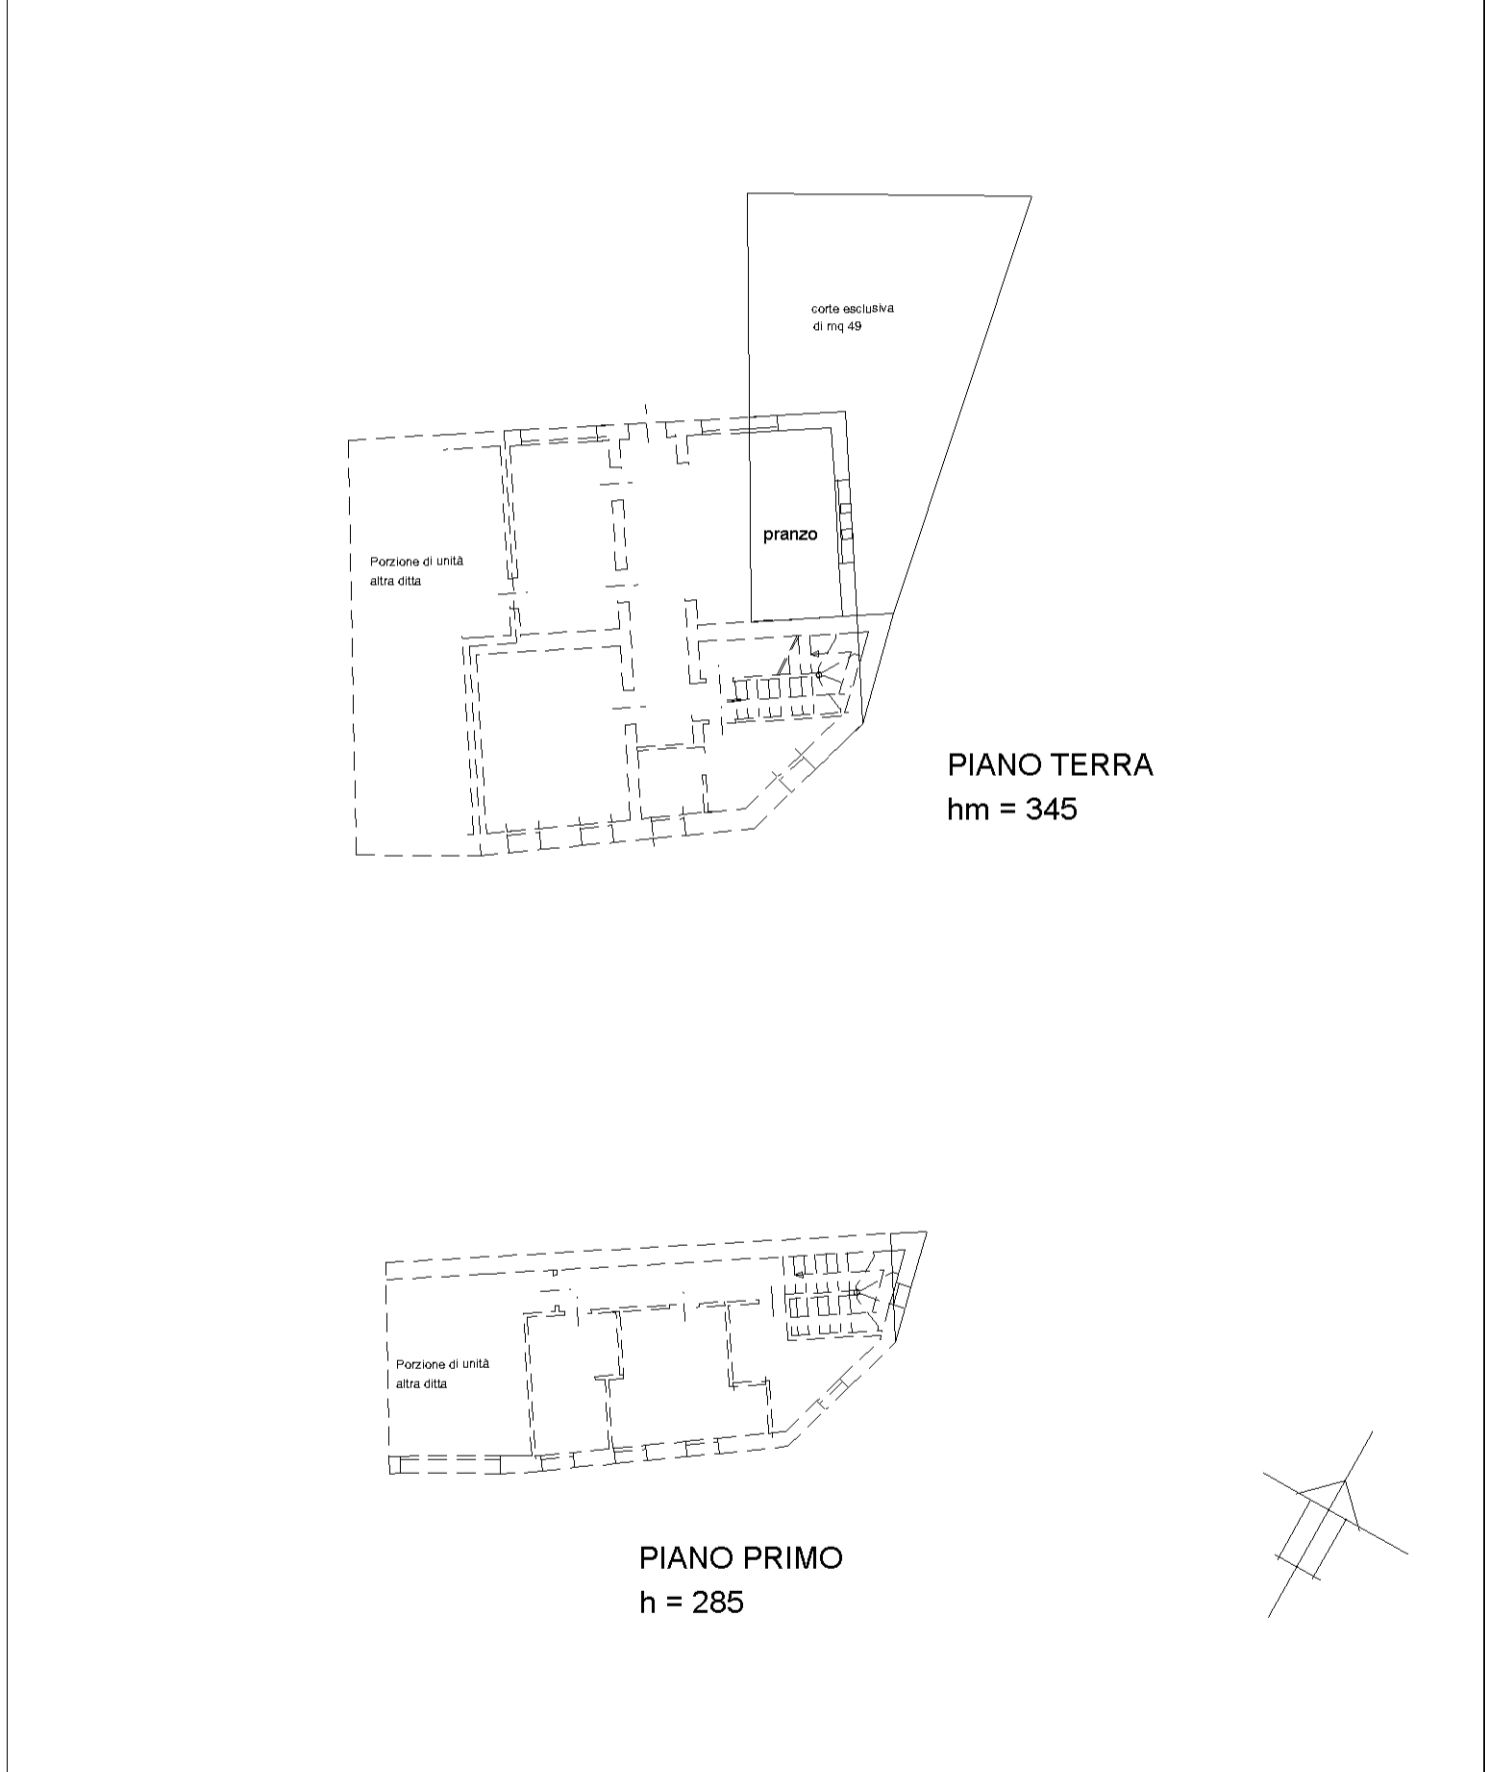 corte esclusiva
di mq 49
pranzo
Porzione di unità
altra ditta
PIANO TERRA
hm = 345
Porzione di unità
altra ditta
PIANO PRIMO
h = 285